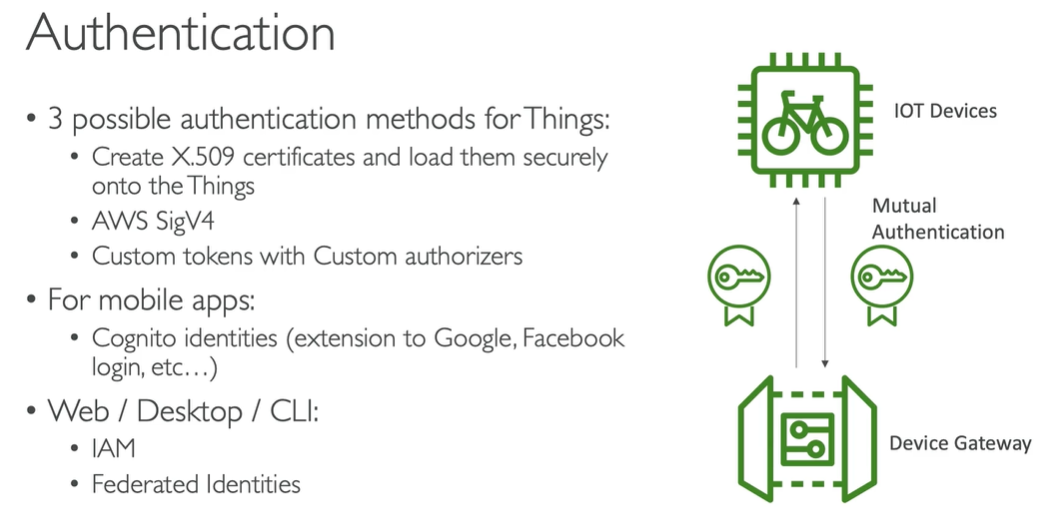 Authentication
• 3 possible authentication methods for Things:
• Create X.509 certificates and load them securely
onto the Things
• AWS SigV4
• Custom tokens with Custom authorizers
• For mobile apps:
• Cognito identities (extension to Google, Facebook
login, etc…)
• Web / Desktop / CLI:
• IAM
• Federated Identities
IOT Devices
Mutual
Authentication
Device Gateway